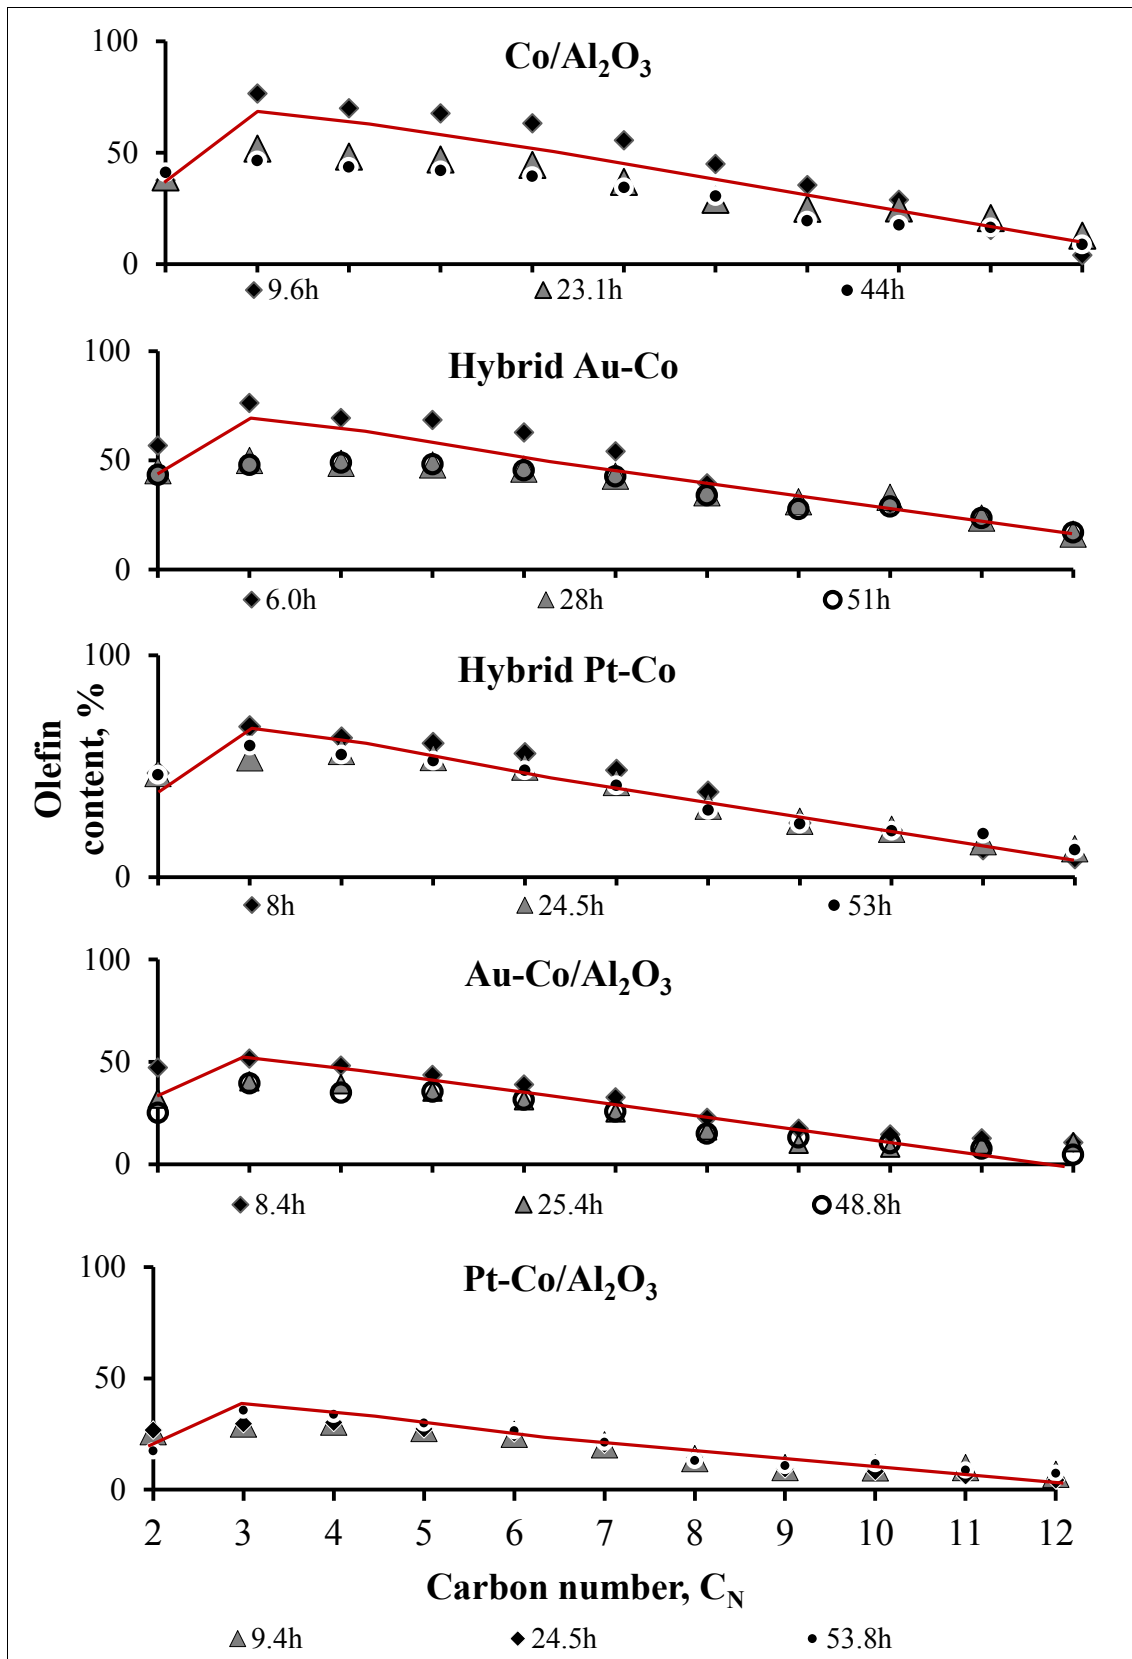 100
Co/Al₂O₃
50
0
9.6h 23.1h 44h
100
Hybrid Au-Co
50
0
6.0h 28h 51h
100
Hybrid Pt-Co
Olefin
content, %
0
8h 24.5h 53h
100
Au-Co/Al₂O₃
50
0
8.4h 25.4h 48.8h
100
Pt-Co/Al₂O₃
50
0
2 3 4 5 6 7 8 9 10 11 12
Carbon number, C_N
9.4h 24.5h 53.8h